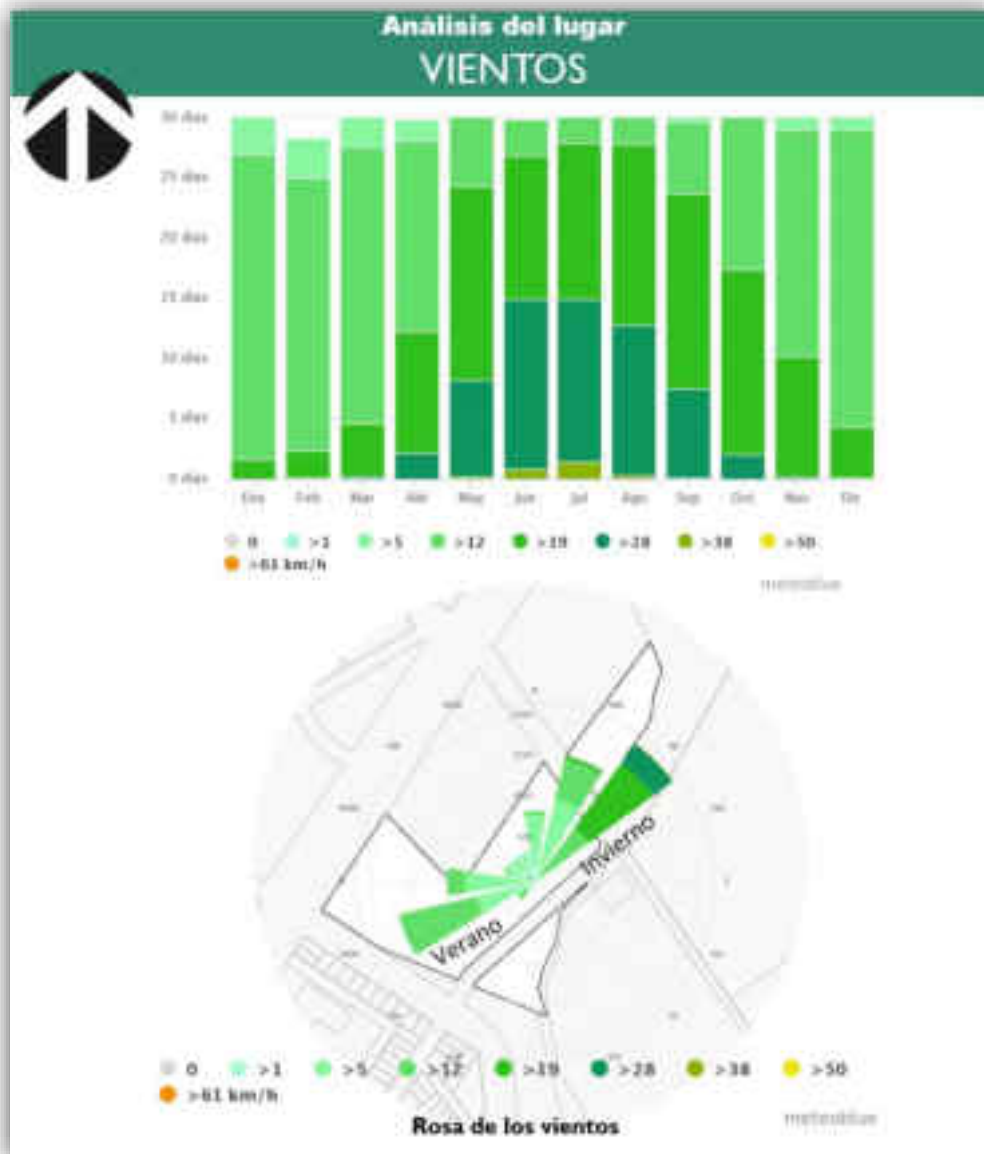 Análisis del lugar
VIENTOS
30 días
25 días
20 días
15 días
10 días
5 días
0 días
Ene Feb Mar Abr May Jun Jul Ago Sep Oct Nov Dic
0 >1 >5 >12 >19 >28 >38 >50
>61 km/h
meteoblue
Invierno
Verano
0 >1 >5 >12 >19 >28 >38 >50
>61 km/h
meteoblue
Rosa de los vientos